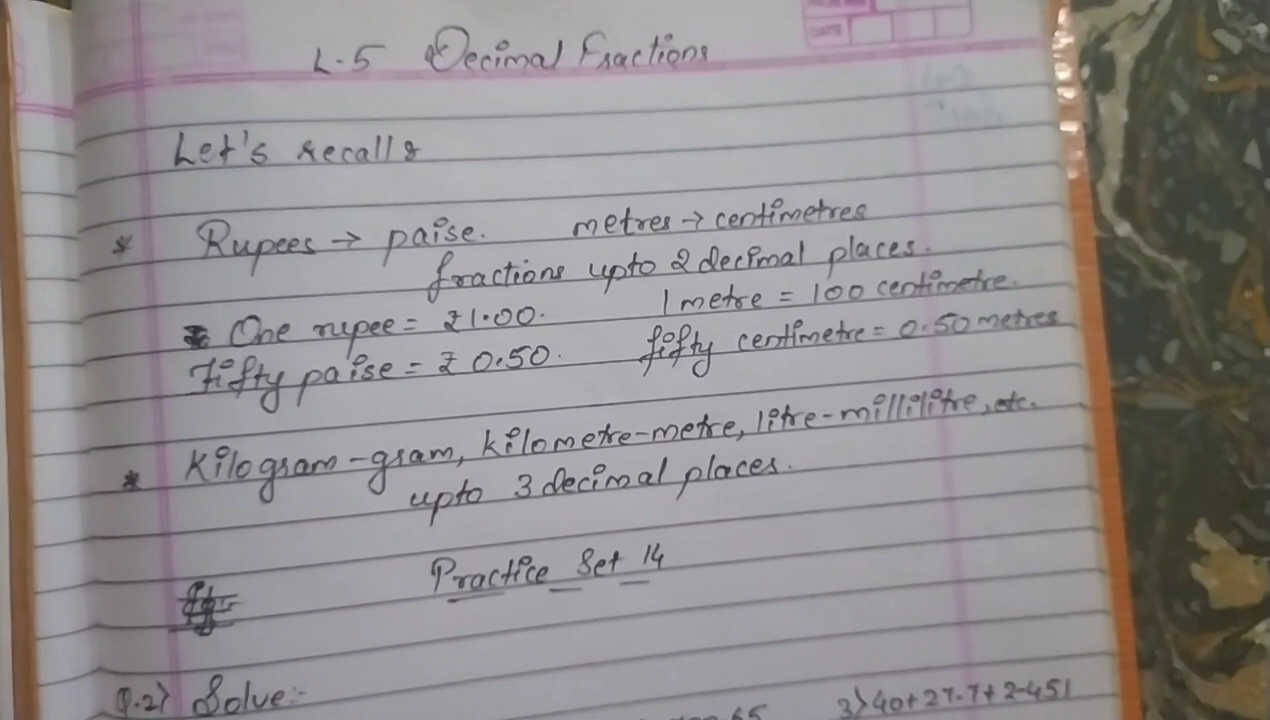 DATE
L.5 Decimal Fractions
Let's recall :
* Rupees → paise. metres → centimetres
fractions upto 2 decimal places.
One rupee = ₹1.00. 1 metre = 100 centimetre.
Fifty paise = ₹ 0.50. fifty centimetre = 0.50 metres
* Kilogram-gram, kilometre-metre, litre-millilitre, etc.
upto 3 decimal places.
Practice Set 14
Q.2) Solve:- 3) 40+27.7+2.451